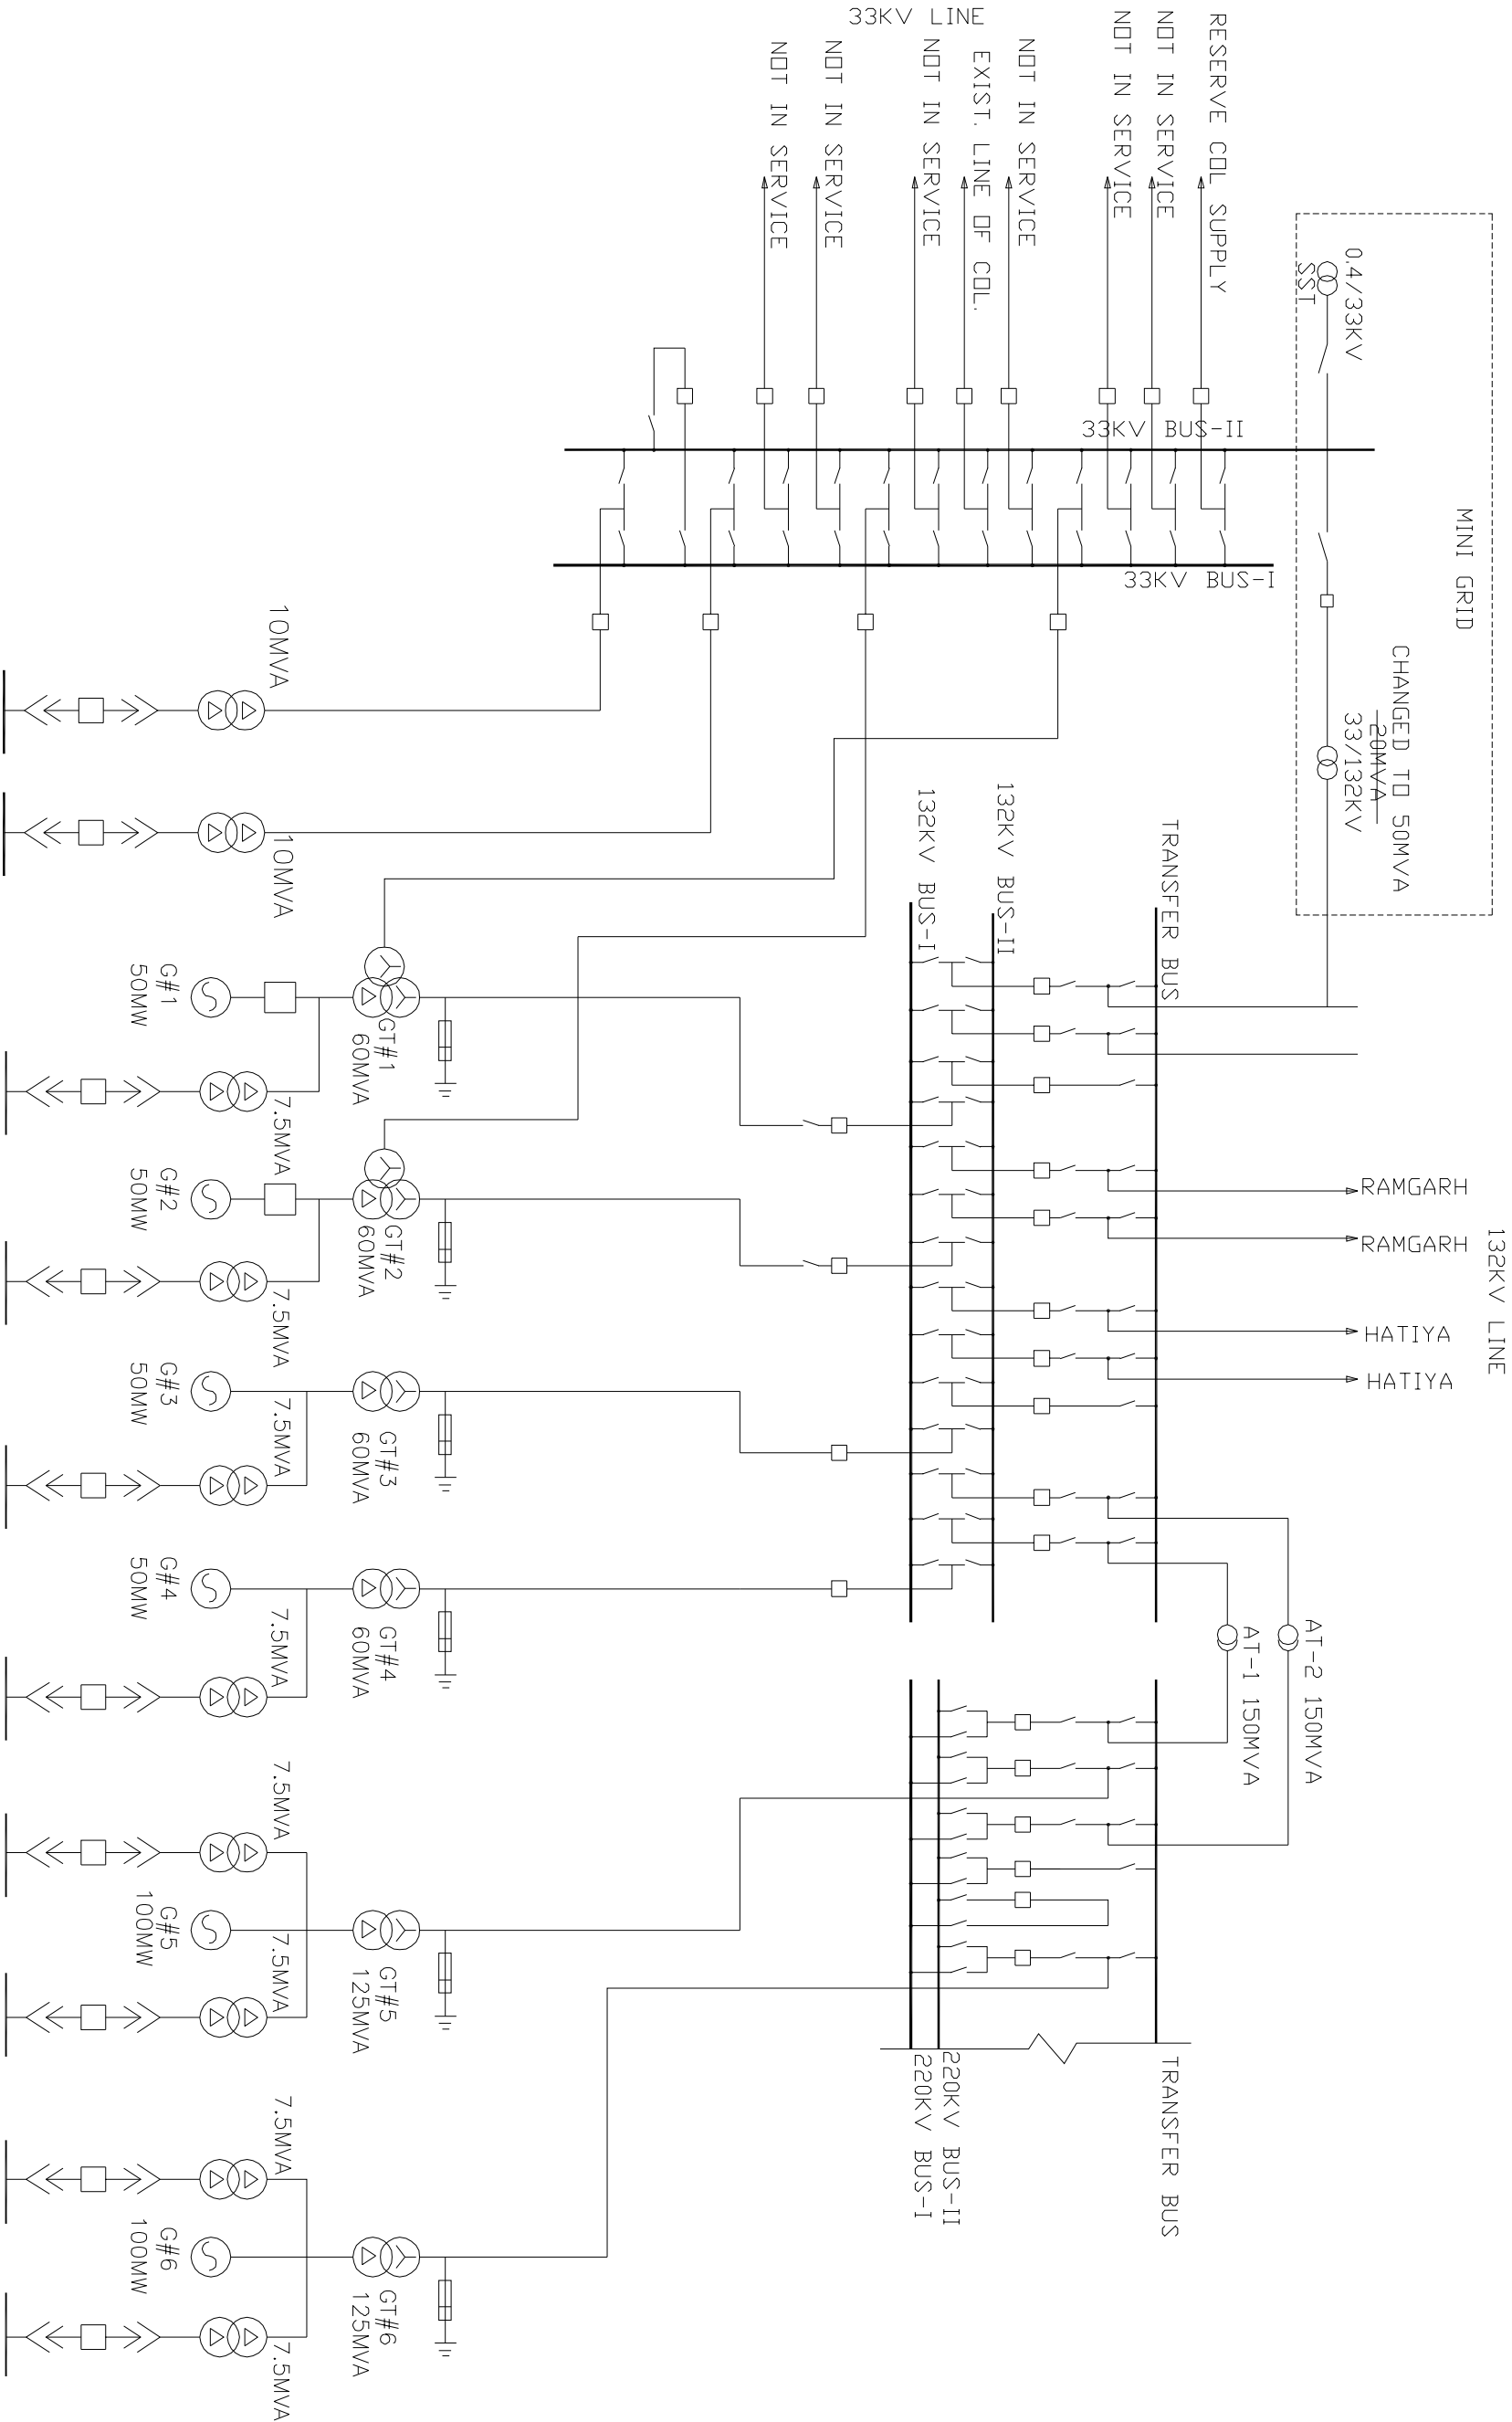 33KV LINE
NOT IN SERVICE
NOT IN SERVICE
NOT IN SERVICE
EXIST. LINE OF COL.
NOT IN SERVICE
NOT IN SERVICE
NOT IN SERVICE
RESERVE COL SUPPLY
0.4/33KV
SST
MINI GRID
CHANGED TO 50MVA
20MVA
33/132KV
33KV BUS-II
33KV BUS-I
10MVA
10MVA
132KV BUS-I
132KV BUS-II
TRANSFER BUS
132KV LINE
RAMGARH
RAMGARH
HATIYA
HATIYA
G#1
50MW
GT#1
60MVA
7.5MVA
G#2
50MW
GT#2
60MVA
7.5MVA
G#3
50MW
GT#3
60MVA
7.5MVA
G#4
50MW
GT#4
60MVA
7.5MVA
AT-2 150MVA
AT-1 150MVA
7.5MVA
G#5
100MW
GT#5
125MVA
7.5MVA
TRANSFER BUS
220KV BUS-II
220KV BUS-I
7.5MVA
G#6
100MW
GT#6
125MVA
7.5MVA